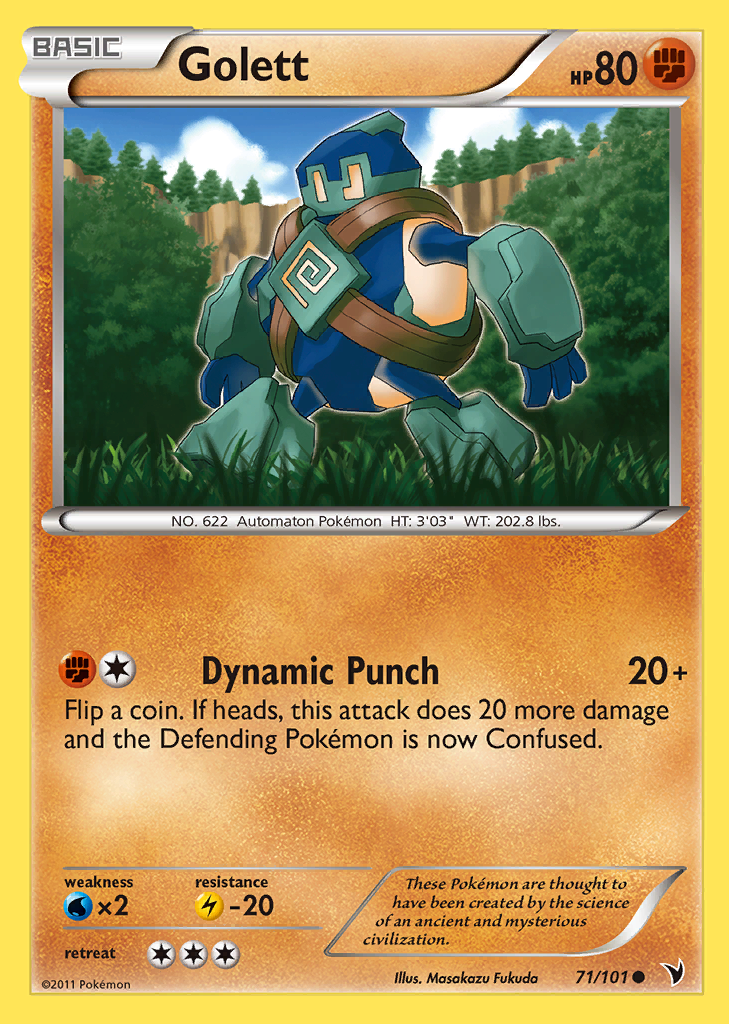 BASIC
Golett
HP80
NO. 622 Automaton Pokémon HT: 3'03" WT: 202.8 lbs.
Dynamic Punch 20+
Flip a coin. If heads, this attack does 20 more damage
and the Defending Pokémon is now Confused.
weakness resistance
×2 -20
retreat
These Pokémon are thought to
have been created by the science
of an ancient and mysterious
civilization.
©2011 Pokémon
Illus. Masakazu Fukuda
71/101